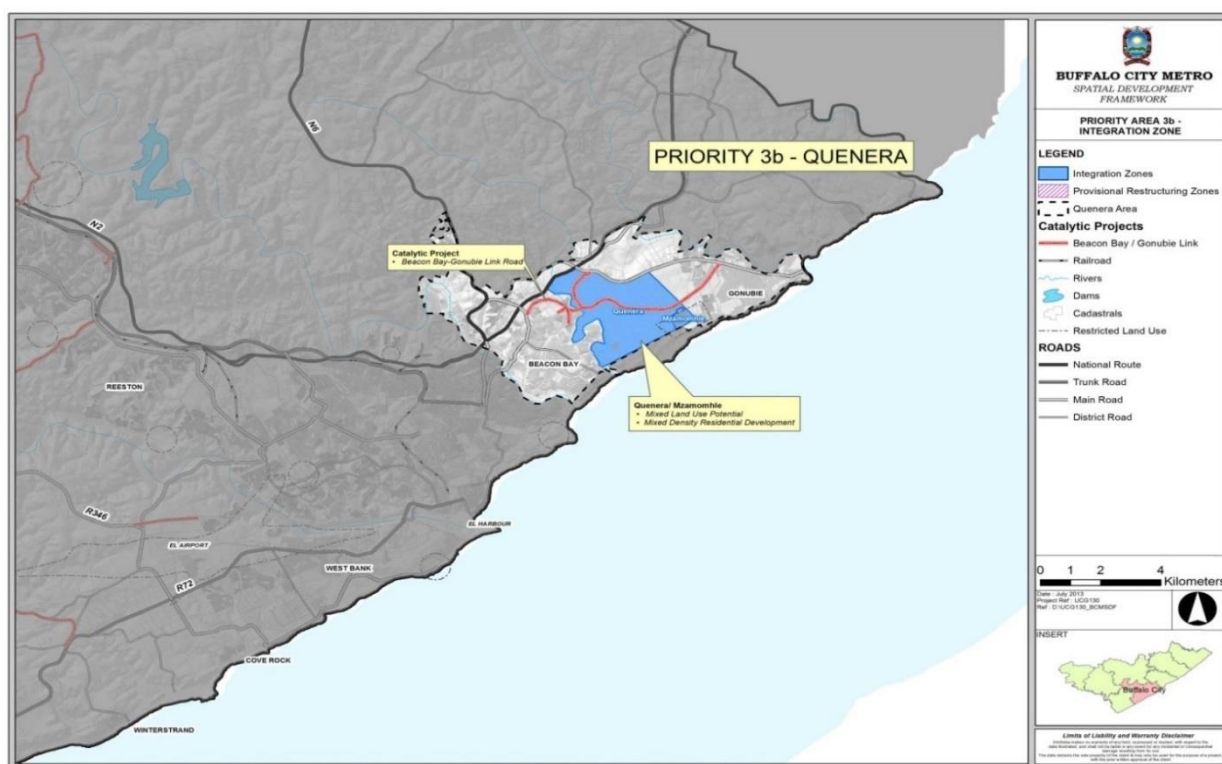 N6
N2
PRIORITY 3b - QUENERA
Catalytic Project
• Beacon Bay-Gonubie Link Road
GONUBIE
Quenera
Mzamomhle
BEACON BAY
REESTON
Quenera/ Mzamomhle
• Mixed Land Use Potential
• Mixed Density Residential Development
R346
EL HARBOUR
EL AIRPORT
WEST BANK
R72
COVE ROCK
WINTERSTRAND
BUFFALO CITY METRO
SPATIAL DEVELOPMENT
FRAMEWORK
PRIORITY AREA 3b -
INTEGRATION ZONE
LEGEND
Integration Zones
Provisional Restructuring Zones
Quenera Area
Catalytic Projects
Beacon Bay / Gonubie Link
Railroad
Rivers
Dams
Cadastrals
Restricted Land Use
ROADS
National Route
Trunk Road
Main Road
District Road
0 1 2 4
Kilometers
Date : July 2013
Project Ref : UCG130
Ref : D:\UCG130_BCMSDF
INSERT
Buffalo City
Limits of Liability and Warranty Disclaimer